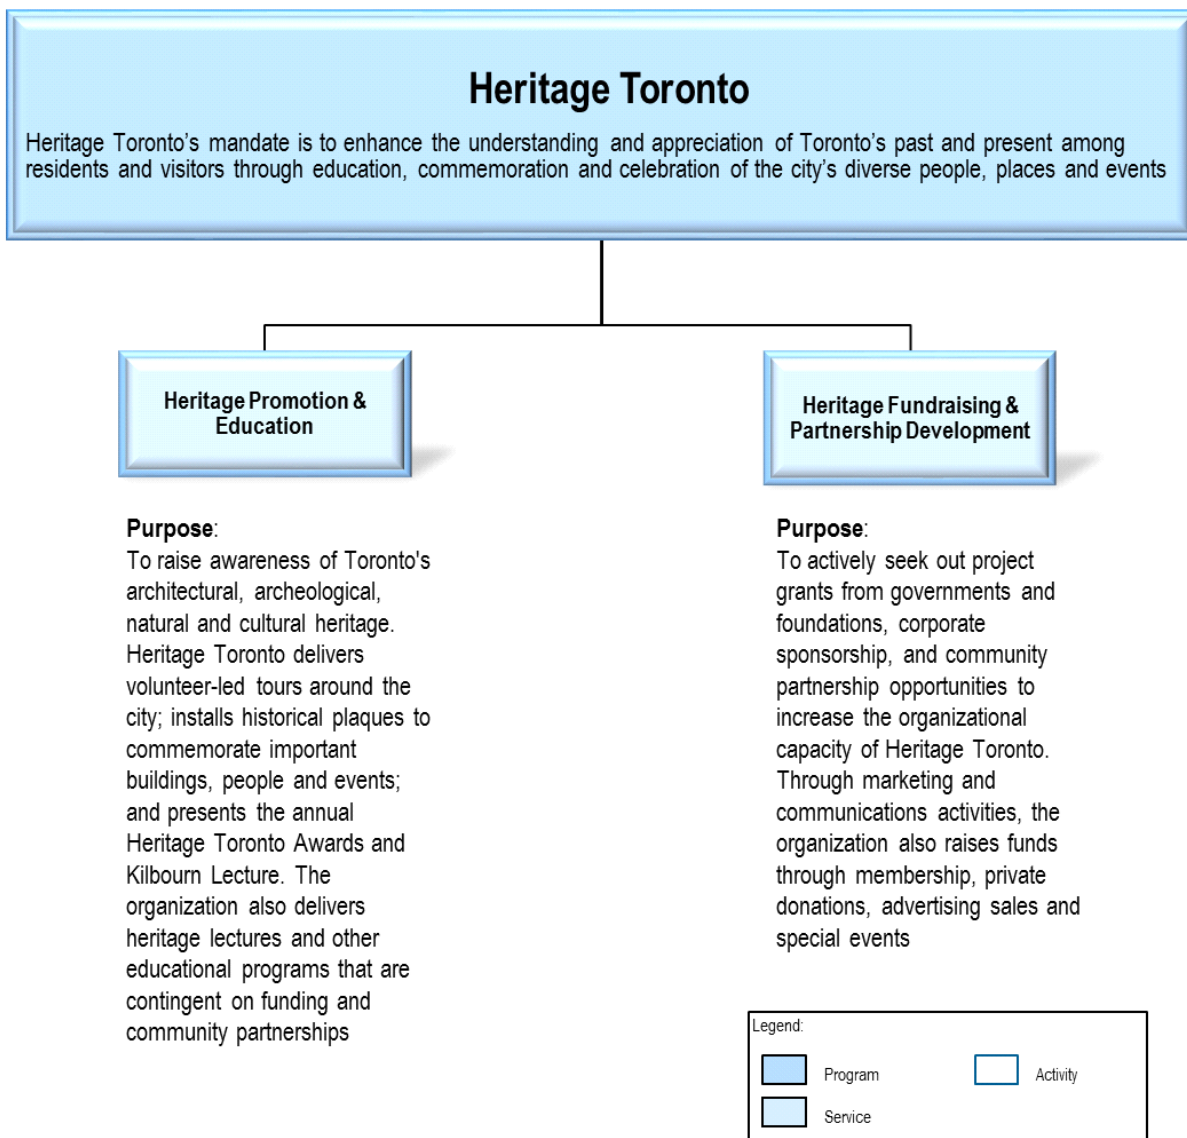 Heritage Toronto
Heritage Toronto's mandate is to enhance the understanding and appreciation of Toronto's past and present among
residents and visitors through education, commemoration and celebration of the city's diverse people, places and events
Heritage Promotion &
Education
Heritage Fundraising &
Partnership Development
Purpose:
To raise awareness of Toronto's
architectural, archeological,
natural and cultural heritage.
Heritage Toronto delivers
volunteer-led tours around the
city; installs historical plaques to
commemorate important
buildings, people and events;
and presents the annual
Heritage Toronto Awards and
Kilbourn Lecture. The
organization also delivers
heritage lectures and other
educational programs that are
contingent on funding and
community partnerships
Purpose:
To actively seek out project
grants from governments and
foundations, corporate
sponsorship, and community
partnership opportunities to
increase the organizational
capacity of Heritage Toronto.
Through marketing and
communications activities, the
organization also raises funds
through membership, private
donations, advertising sales and
special events
Legend:
Program
Activity
Service